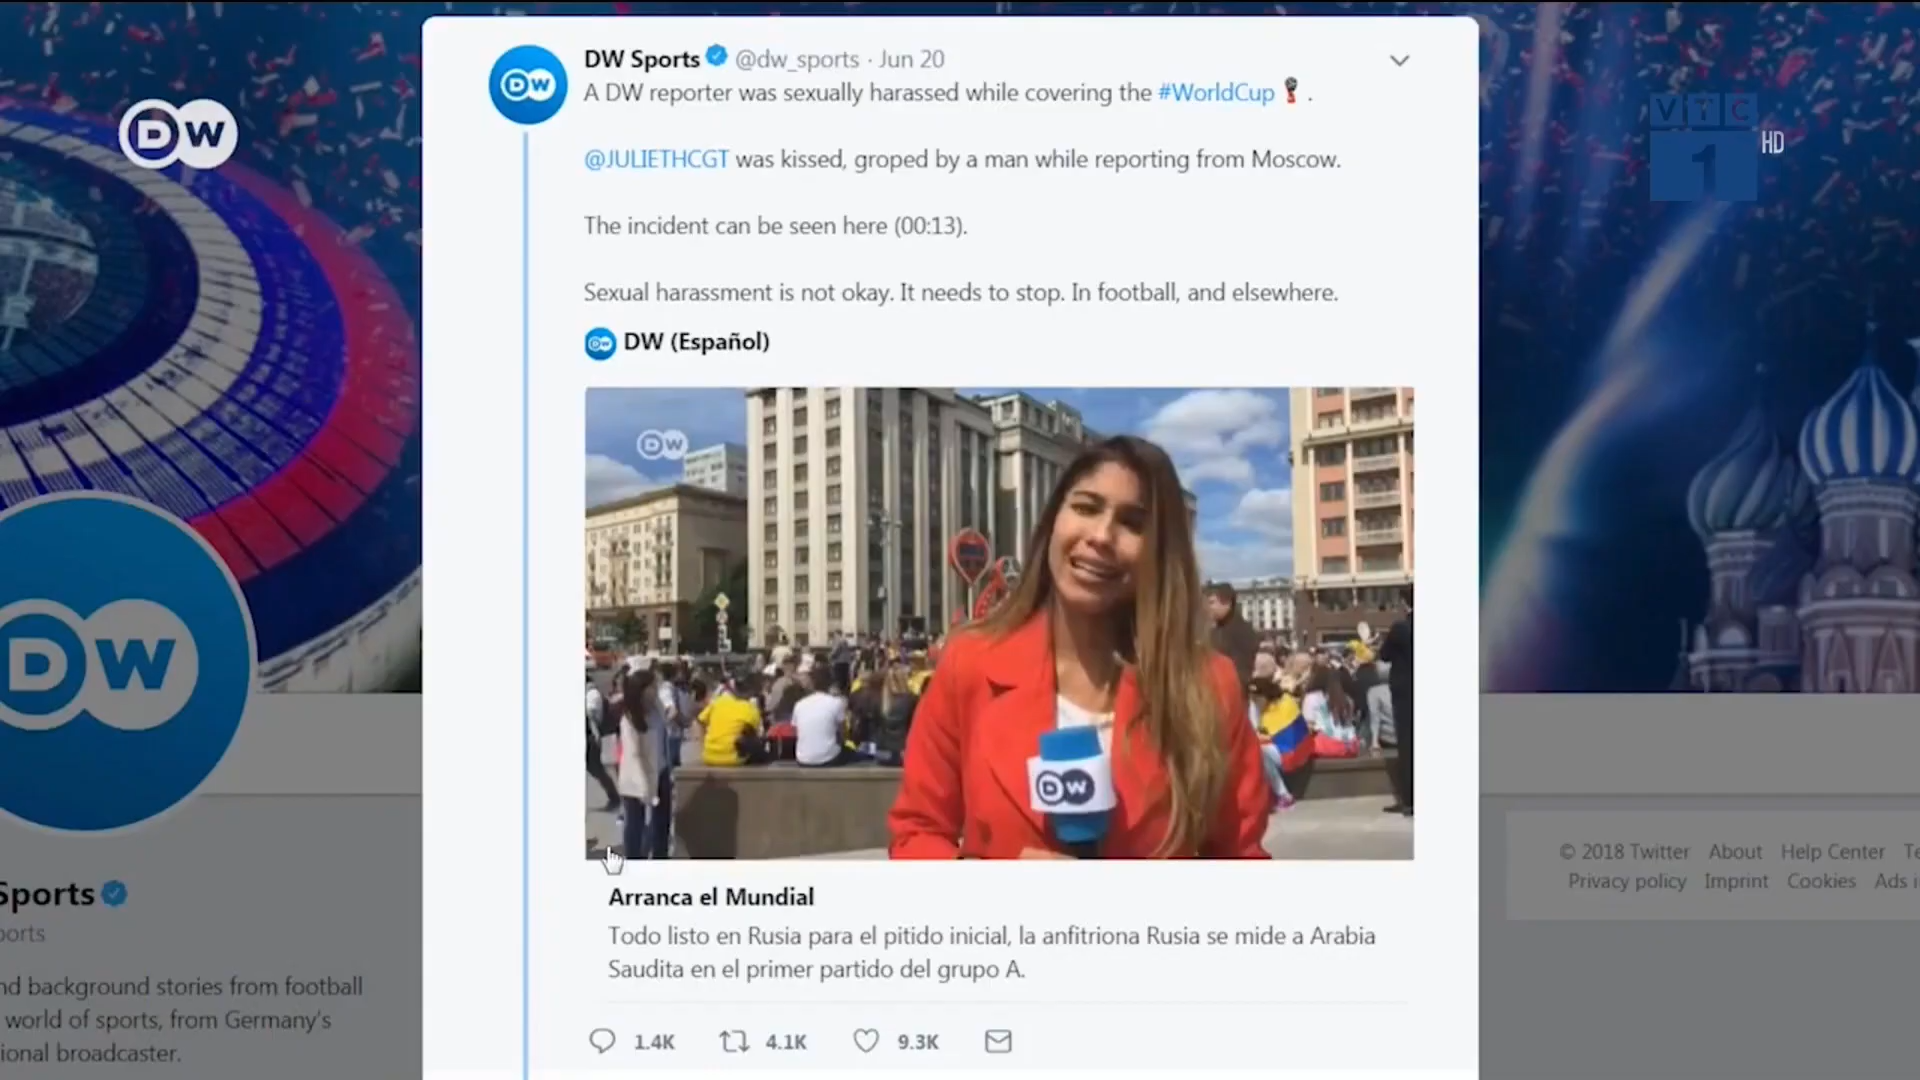 DW Sports @dw_sports · Jun 20
A DW reporter was sexually harassed while covering the #WorldCup .
@JULIETHCGT was kissed, groped by a man while reporting from Moscow.
The incident can be seen here (00:13).
Sexual harassment is not okay. It needs to stop. In football, and elsewhere.
DW (Español)
DW
DW
Arranca el Mundial
Todo listo en Rusia para el pitido inicial, la anfitriona Rusia se mide a Arabia
Saudita en el primer partido del grupo A.
1.4K 4.1K 9.3K
DW
DW
DW
VTC
1
HD
Sports
ports
nd background stories from football
world of sports, from Germany's
ional broadcaster.
© 2018 Twitter About Help Center Te
Privacy policy Imprint Cookies Ads i